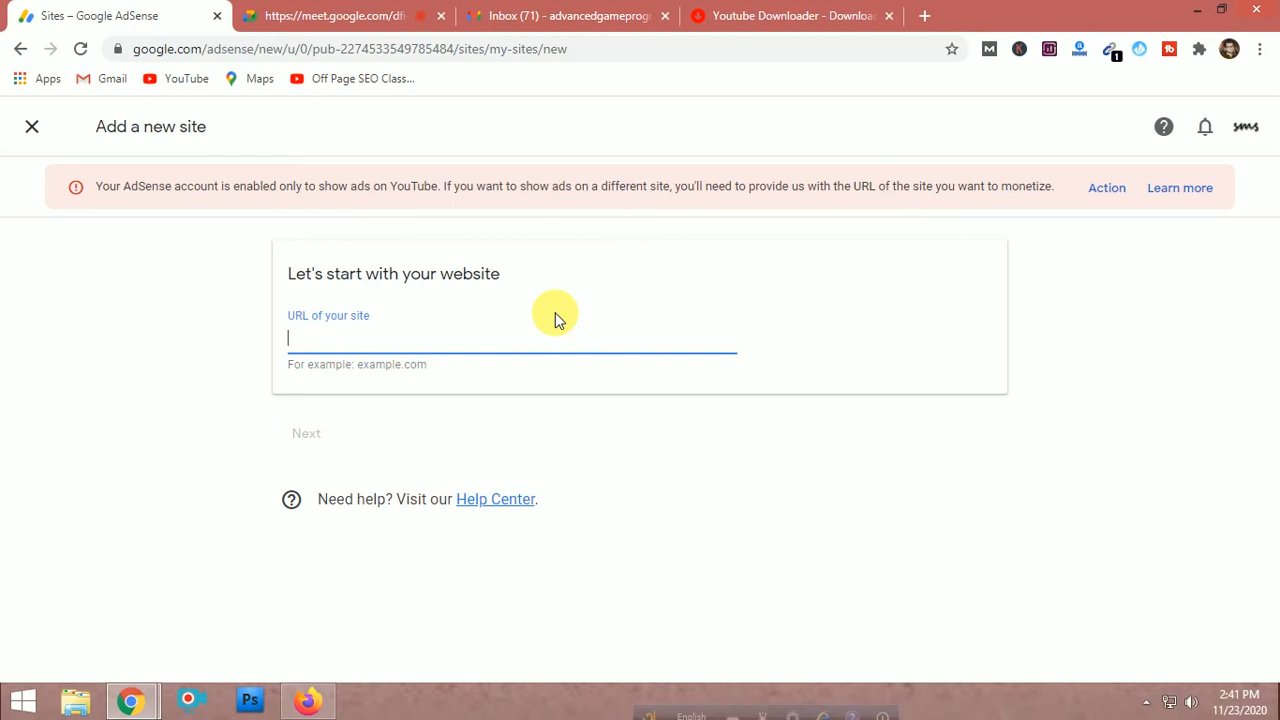 Sites – Google AdSense
https://meet.google.com/dfi
Inbox (71) - advancedgameprog
Youtube Downloader - Downloa
google.com/adsense/new/u/0/pub-2274533549785484/sites/my-sites/new
1
Apps
Gmail
YouTube
Maps
Off Page SEO Class...
Add a new site
sms
Your AdSense account is enabled only to show ads on YouTube. If you want to show ads on a different site, you'll need to provide us with the URL of the site you want to monetize.
Action
Learn more
Let's start with your website
URL of your site
For example: example.com
Next
Need help? Visit our Help Center.
Ps
2:41 PM
English
11/23/2020